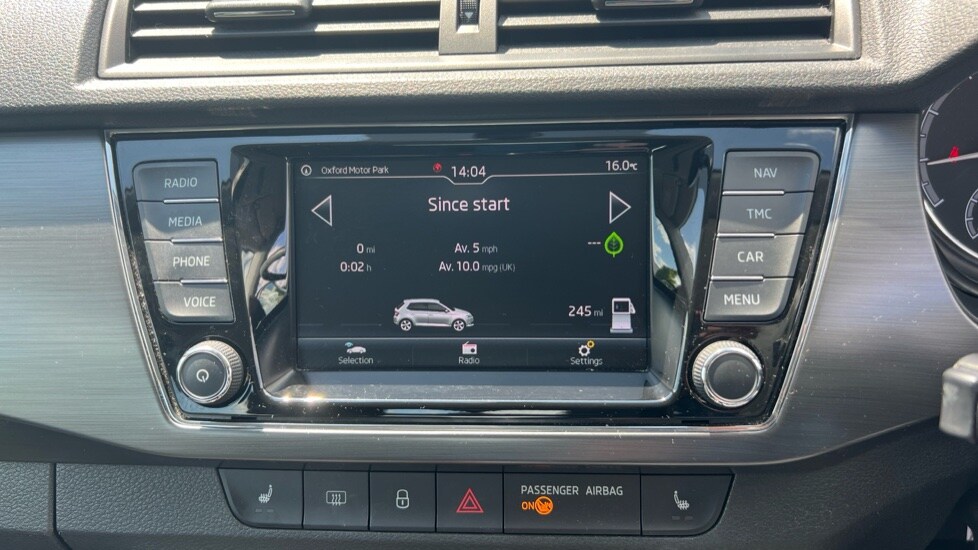 Oxford Motor Park 14:04 16.0°C
Since start
0 mi Av. 5 mph ---
0:02 h Av. 10.0 mpg (UK)
245 mi
Selection Radio Settings
RADIO
MEDIA
PHONE
VOICE
NAV
TMC
CAR
MENU
PASSENGER AIRBAG
ON